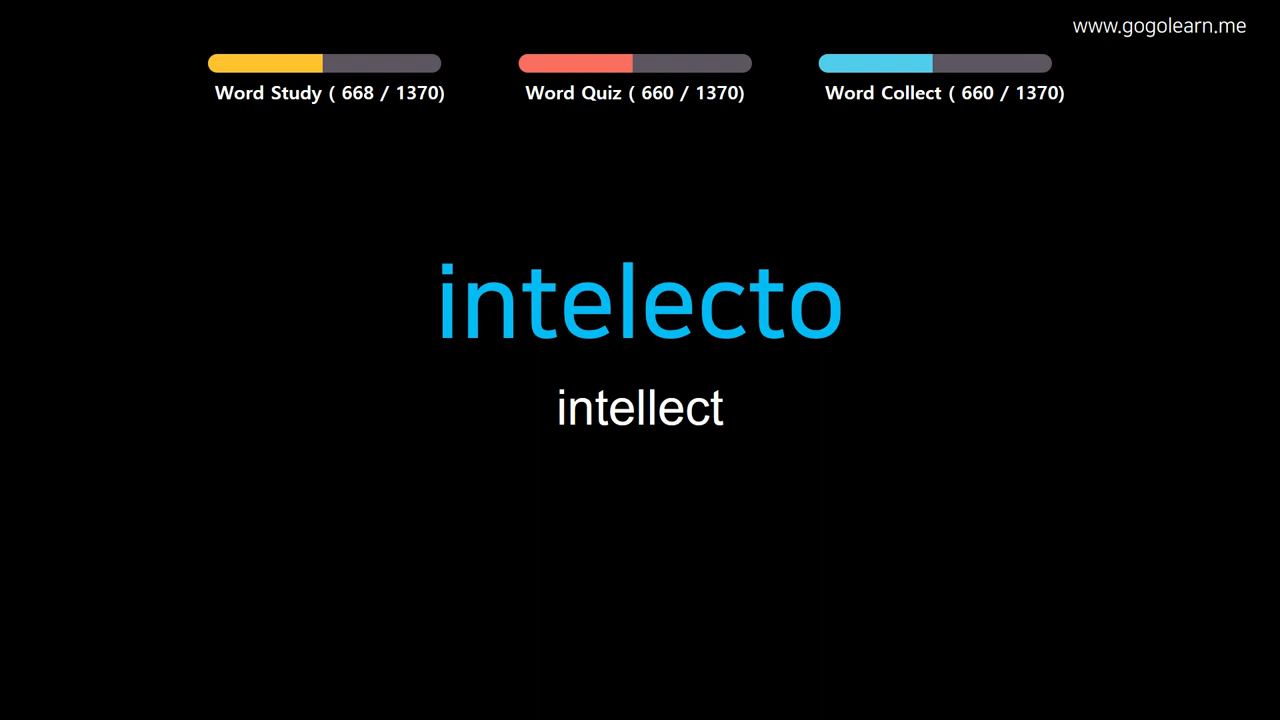 www.gogolearn.me
Word Study ( 668 / 1370)
Word Quiz ( 660 / 1370)
Word Collect ( 660 / 1370)
intelecto
intellect